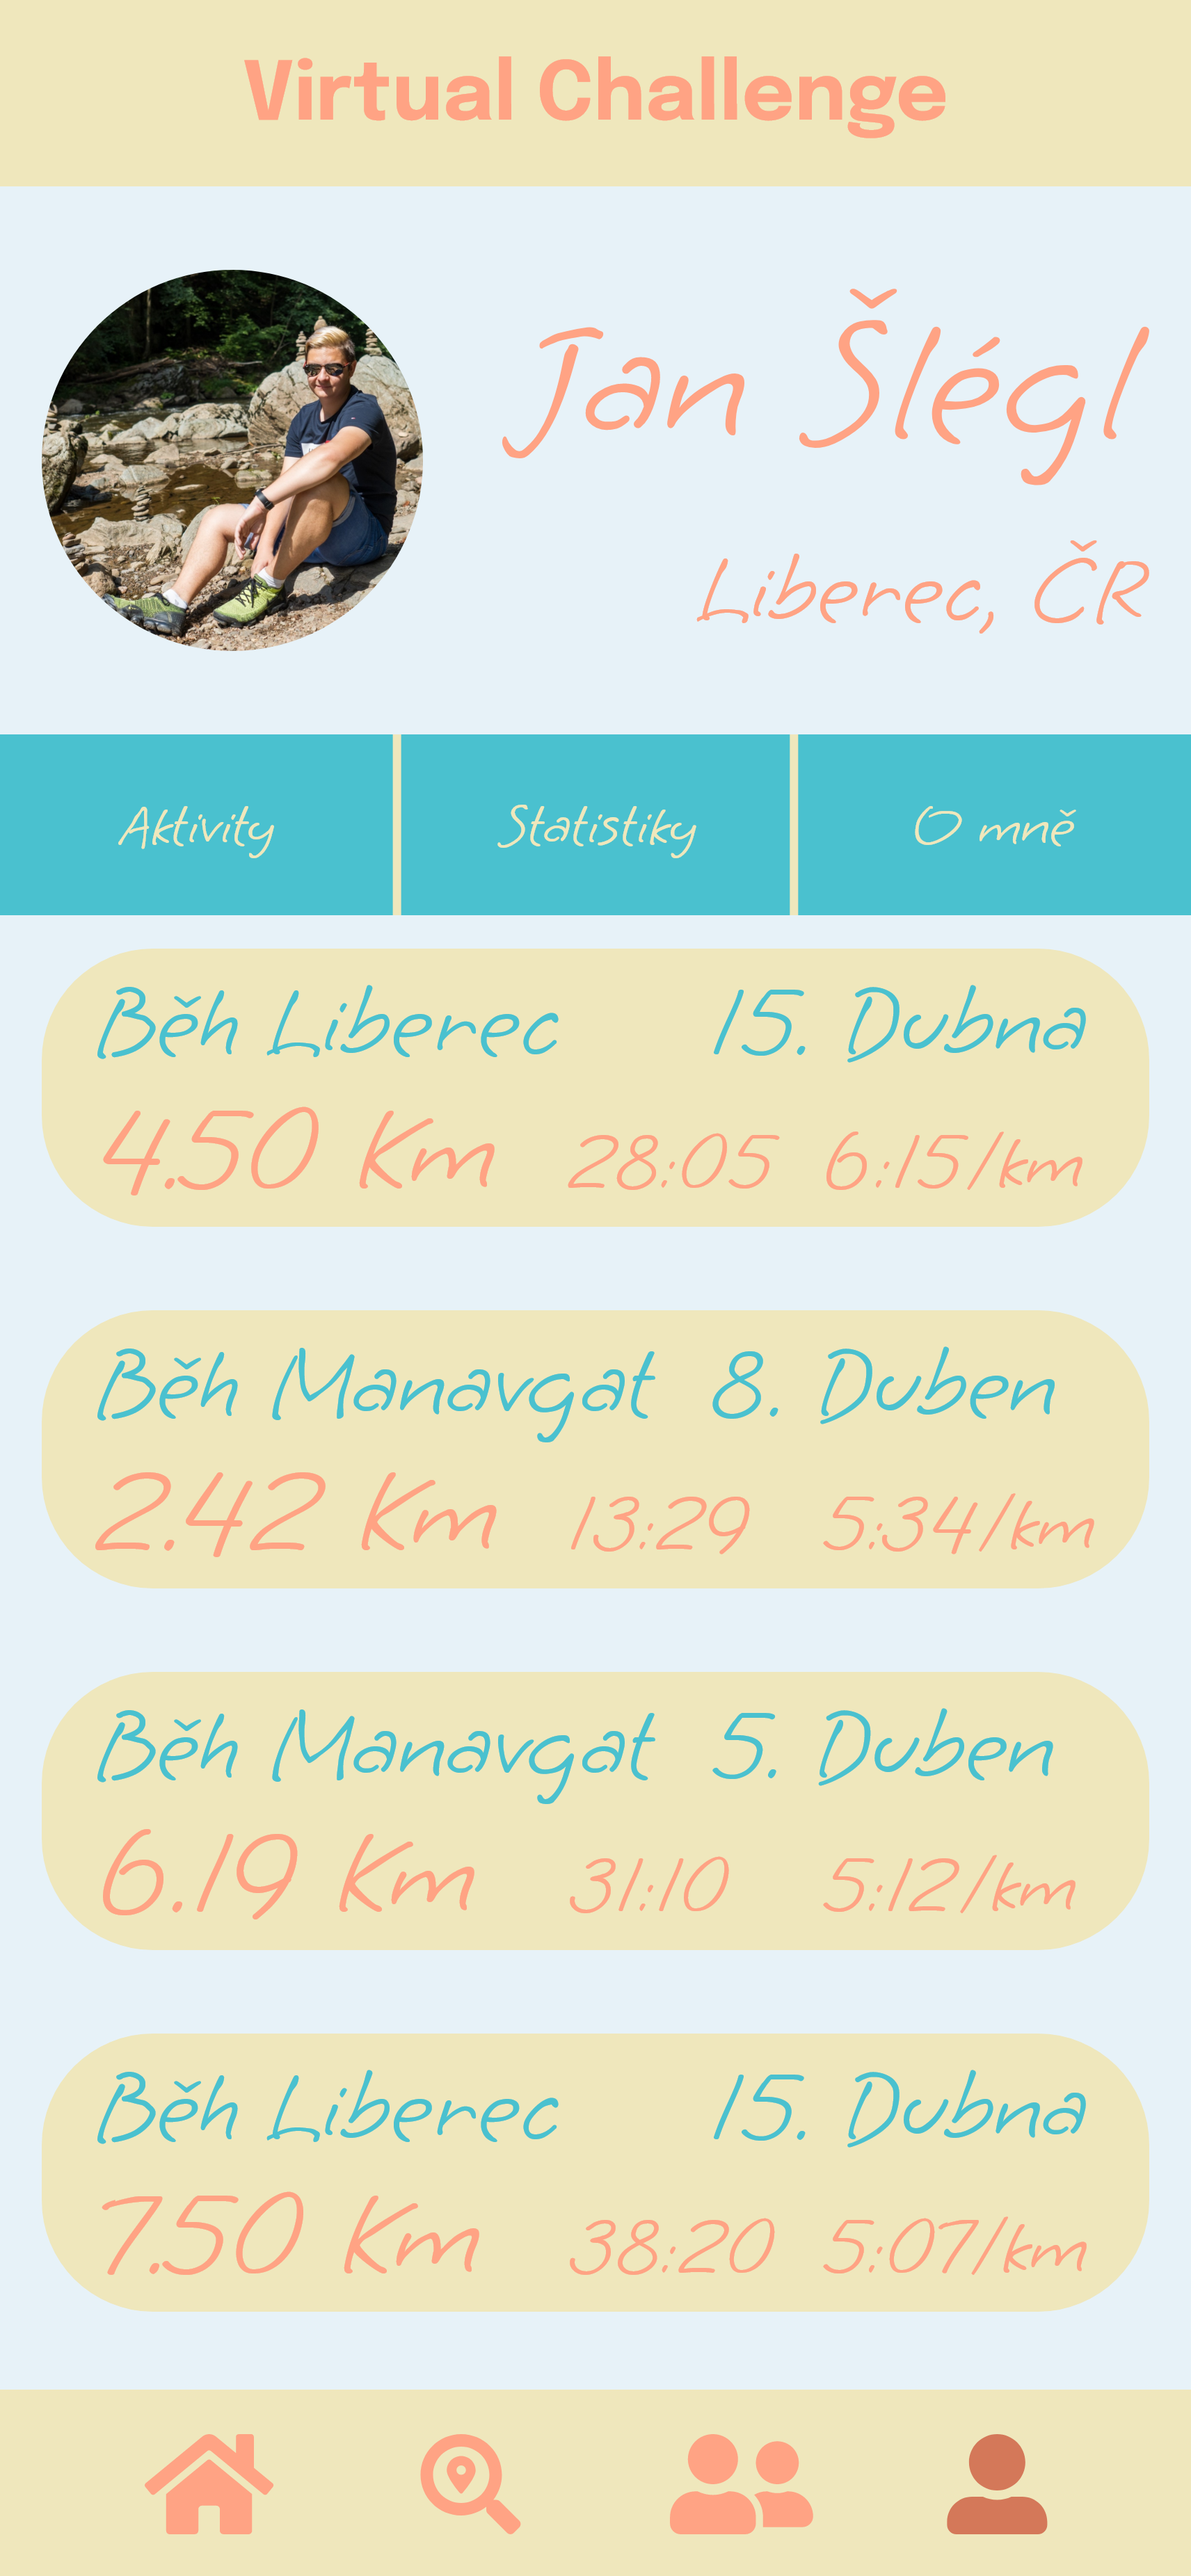 Virtual Challenge
Jan Šlégl
Liberec, ČR
Aktivity Statistiky O mně
Běh Liberec 15. Dubna
4.50 Km 28:05 6:15/km
Běh Manavgat 8. Duben
2.42 Km 13:29 5:34/km
Běh Manavgat 5. Duben
6.19 Km 31:10 5:12/km
Běh Liberec 15. Dubna
7.50 Km 38:20 5:07/km